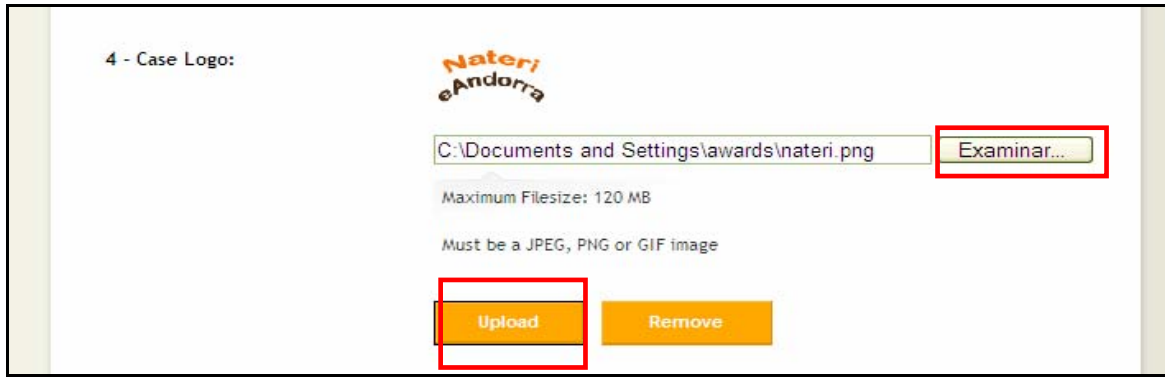 4 - Case Logo:
Nateri
eAndorra
C:\Documents and Settings\awards\nateri.png
Examinar...
Maximum Filesize: 120 MB
Must be a JPEG, PNG or GIF image
Upload
Remove